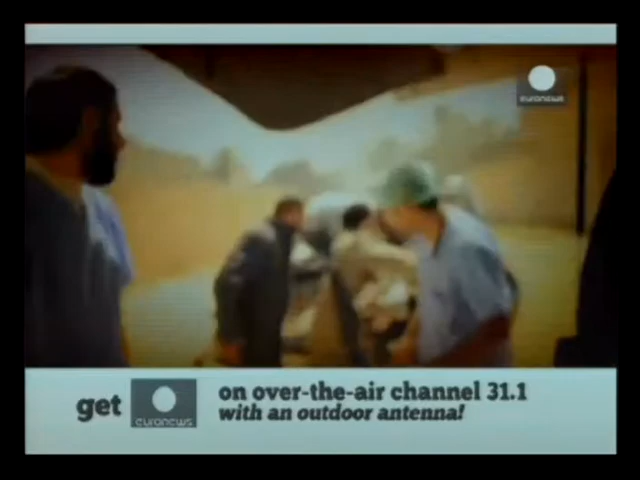 euronews
get
euronews
on over-the-air channel 31.1
with an outdoor antenna!